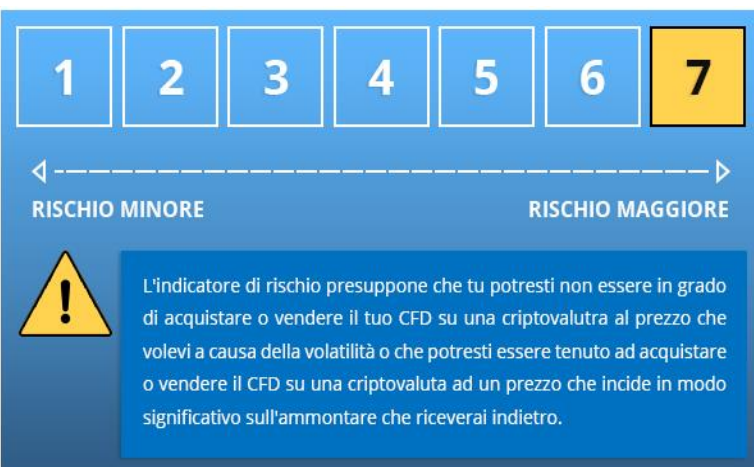 1 2 3 4 5 6 7
RISCHIO MINORE RISCHIO MAGGIORE
!
L'indicatore di rischio presuppone che tu potresti non essere in grado
di acquistare o vendere il tuo CFD su una criptovalutra al prezzo che
volevi a causa della volatilità o che potresti essere tenuto ad acquistare
o vendere il CFD su una criptovaluta ad un prezzo che incide in modo
significativo sull'ammontare che riceverai indietro.